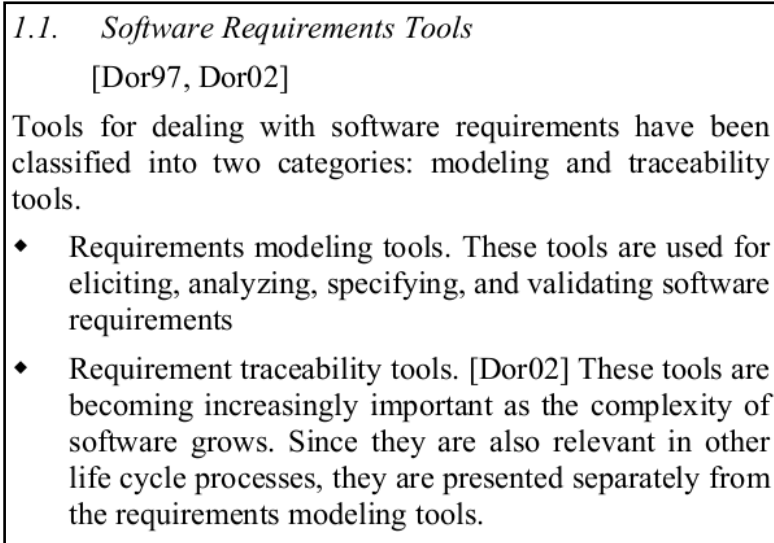 1.1. Software Requirements Tools
[Dor97, Dor02]
Tools for dealing with software requirements have been
classified into two categories: modeling and traceability
tools.
◆ Requirements modeling tools. These tools are used for
eliciting, analyzing, specifying, and validating software
requirements
◆ Requirement traceability tools. [Dor02] These tools are
becoming increasingly important as the complexity of
software grows. Since they are also relevant in other
life cycle processes, they are presented separately from
the requirements modeling tools.